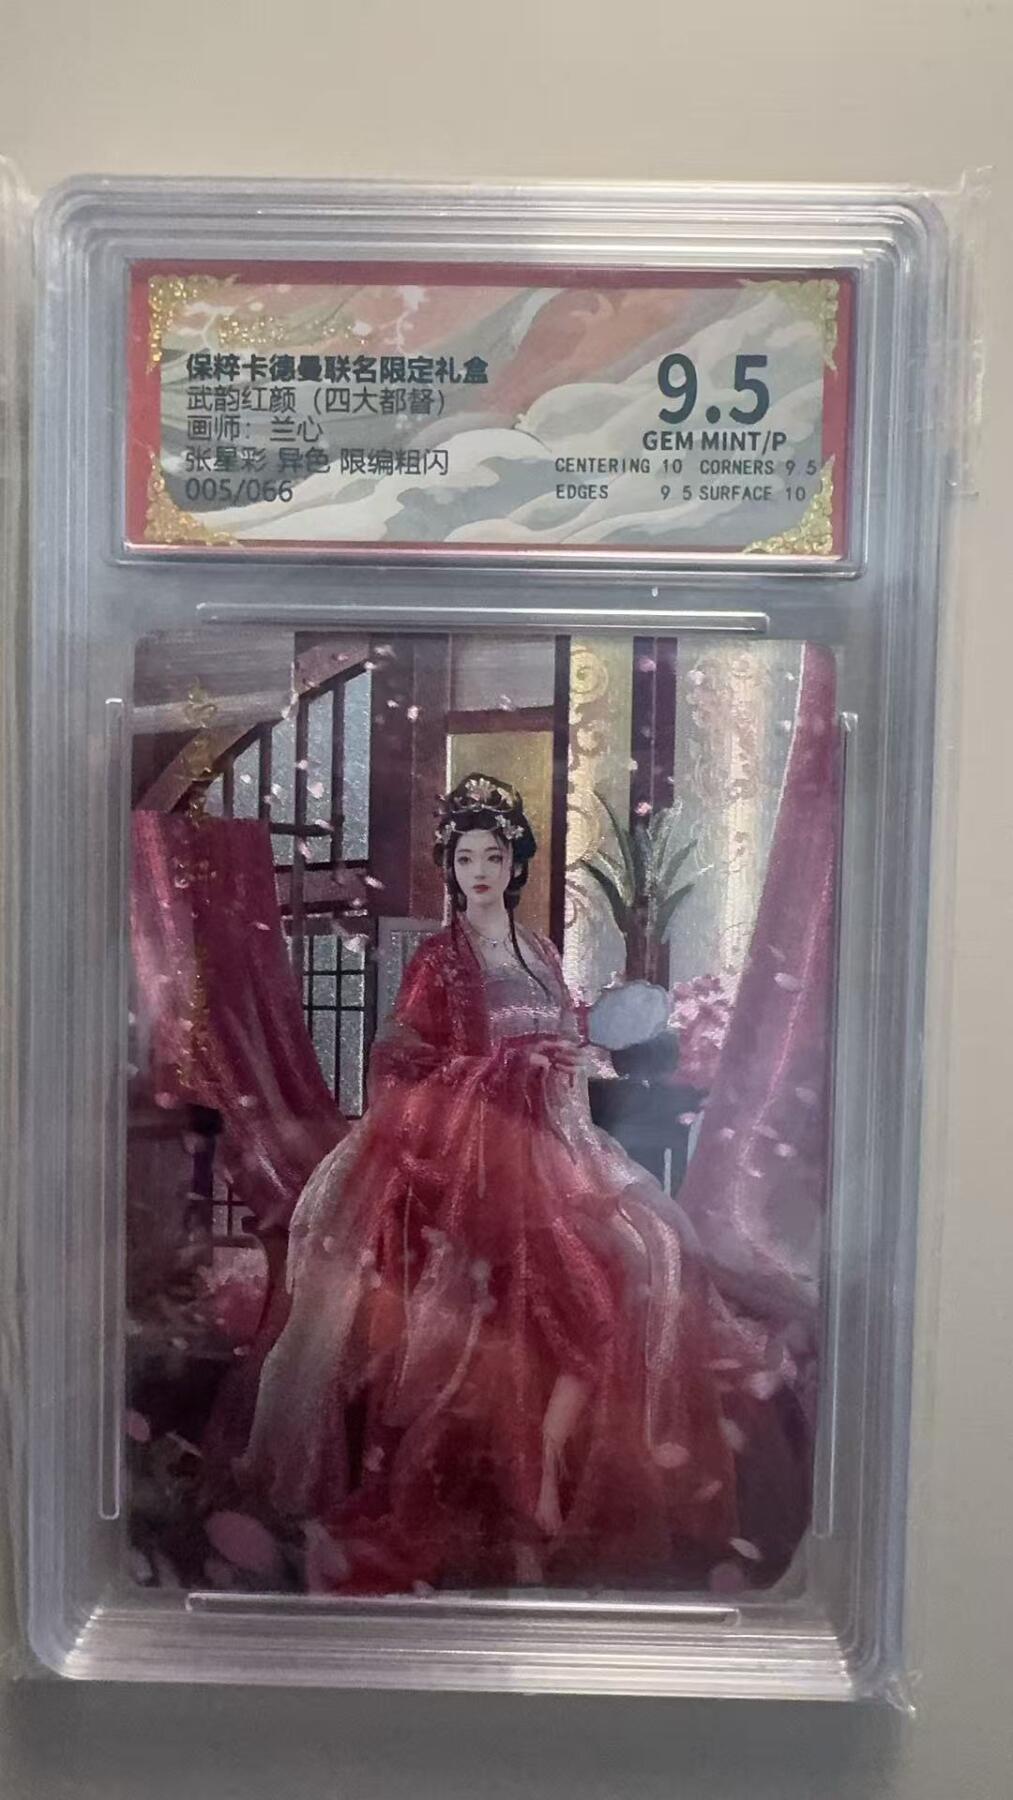 保粹卡德曼联名限定礼盒
武韵红颜（四大都督）
画师：兰心
张星彩 异色 限编粗闪
005/066
9.5
GEM MINT/P
CENTERING 10 CORNERS 9 5
EDGES 9 5 SURFACE 10